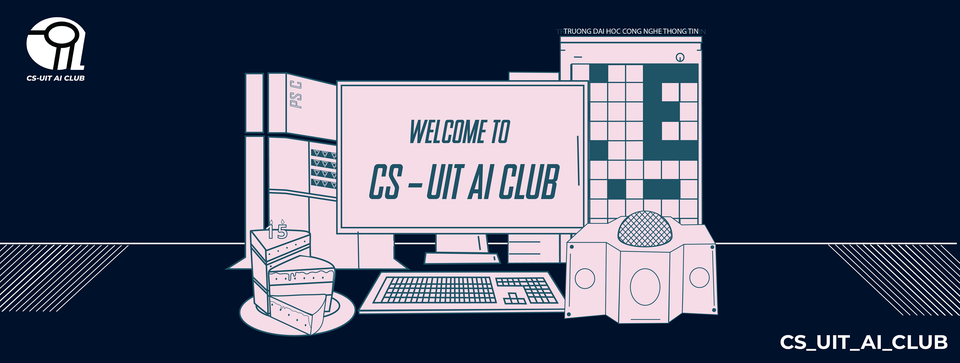 CS-UIT AI CLUB
TRUONG DAI HOC CONG NGHE THONG TIN
PS C
WELCOME TO
CS – UIT AI CLUB
E
15
CS_UIT_AI_CLUB